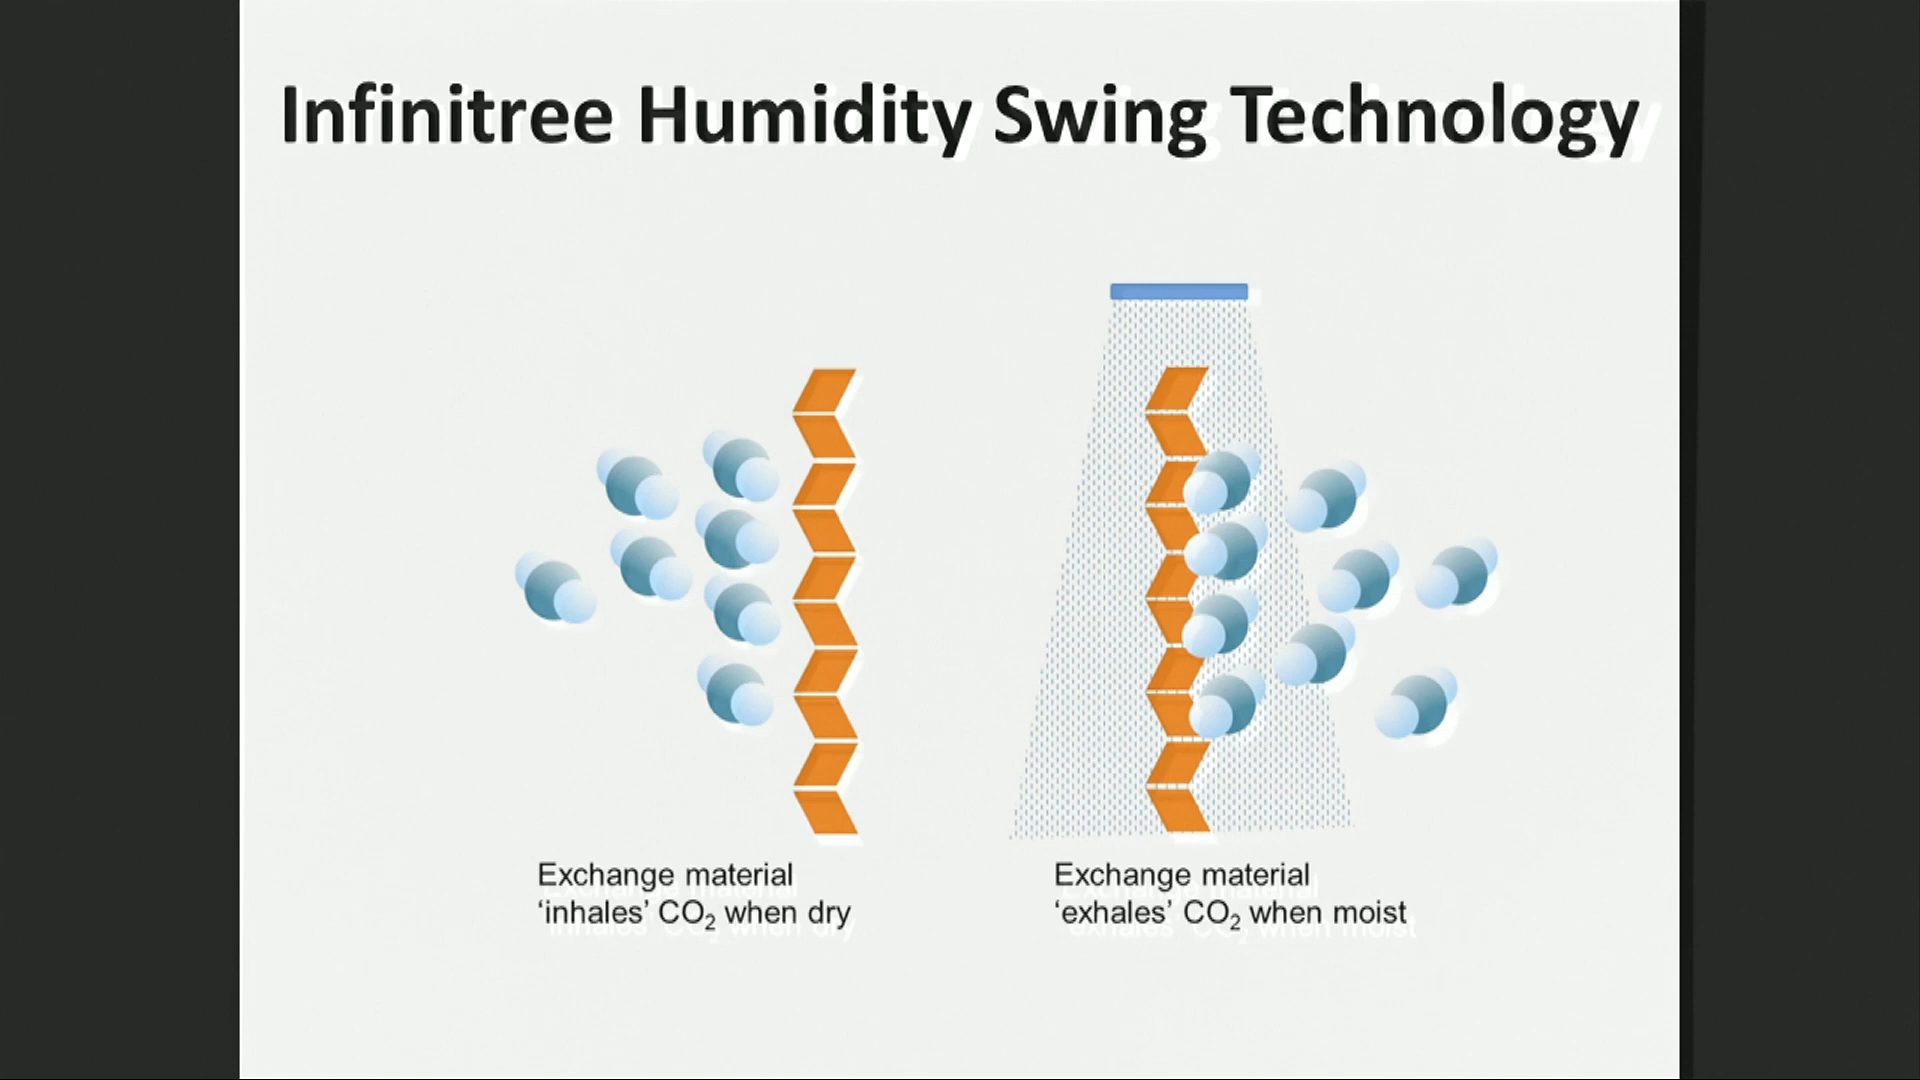 Infinitree Humidity Swing Technology
Exchange material
‘inhales’ CO₂ when dry
Exchange material
‘exhales’ CO₂ when moist